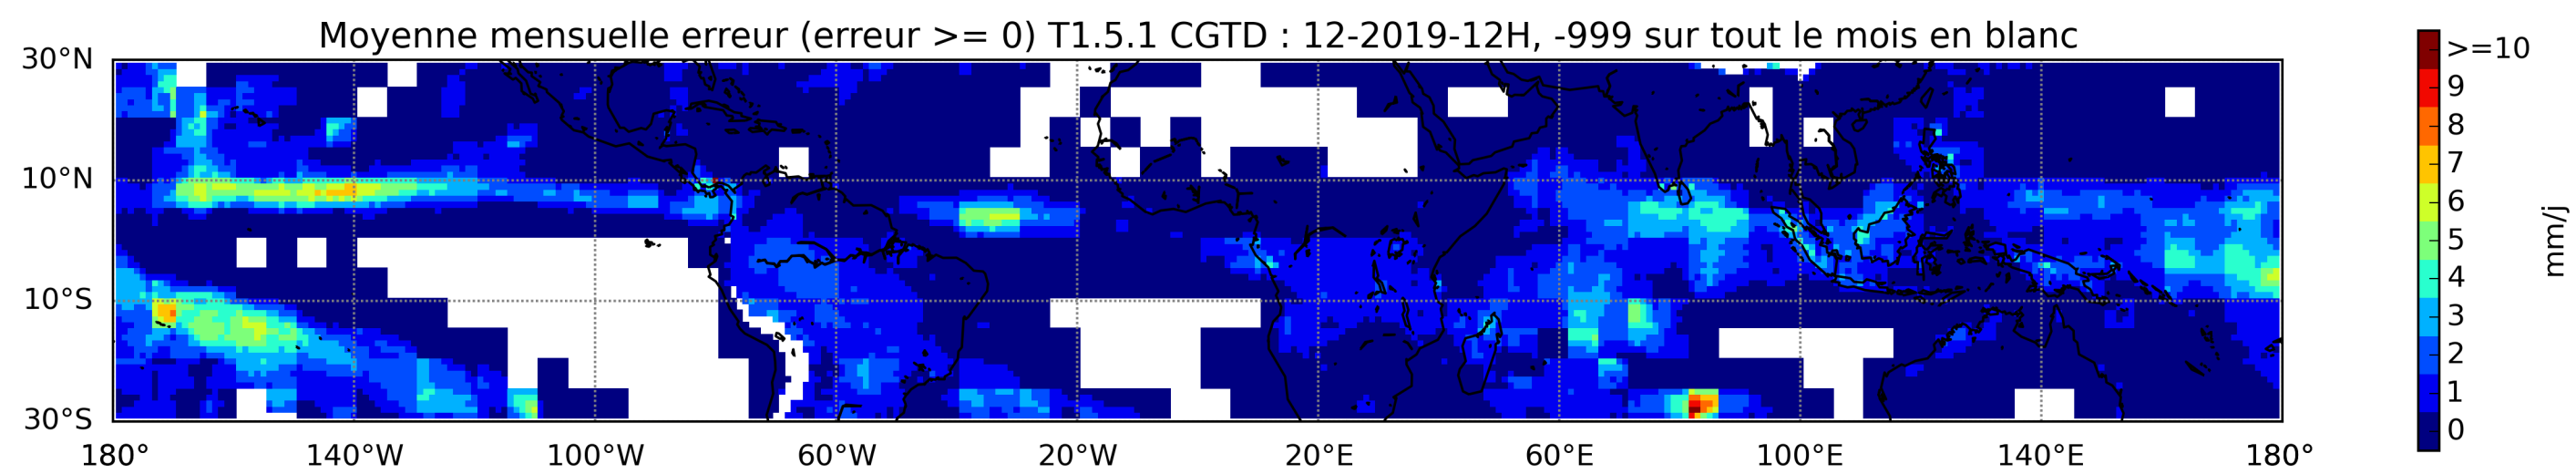 Moyenne mensuelle erreur (erreur >= 0) T1.5.1 CGTD : 12-2019-12H, -999 sur tout le mois en blanc
30°N
10°N
10°S
30°S
180° 140°W 100°W 60°W 20°W 20°E 60°E 100°E 140°E 180°
>=10
9
8
7
6
5
4
3
2
1
0
mm/j